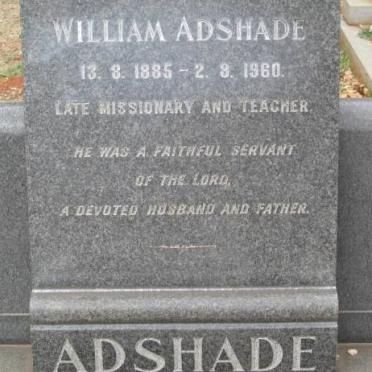 WILLIAM ADSHADE
13. 8. 1885 – 2. 8. 1960.
LATE MISSIONARY AND TEACHER.
HE WAS A FAITHFUL SERVANT
OF THE LORD,
A DEVOTED HUSBAND AND FATHER.
ADSHADE